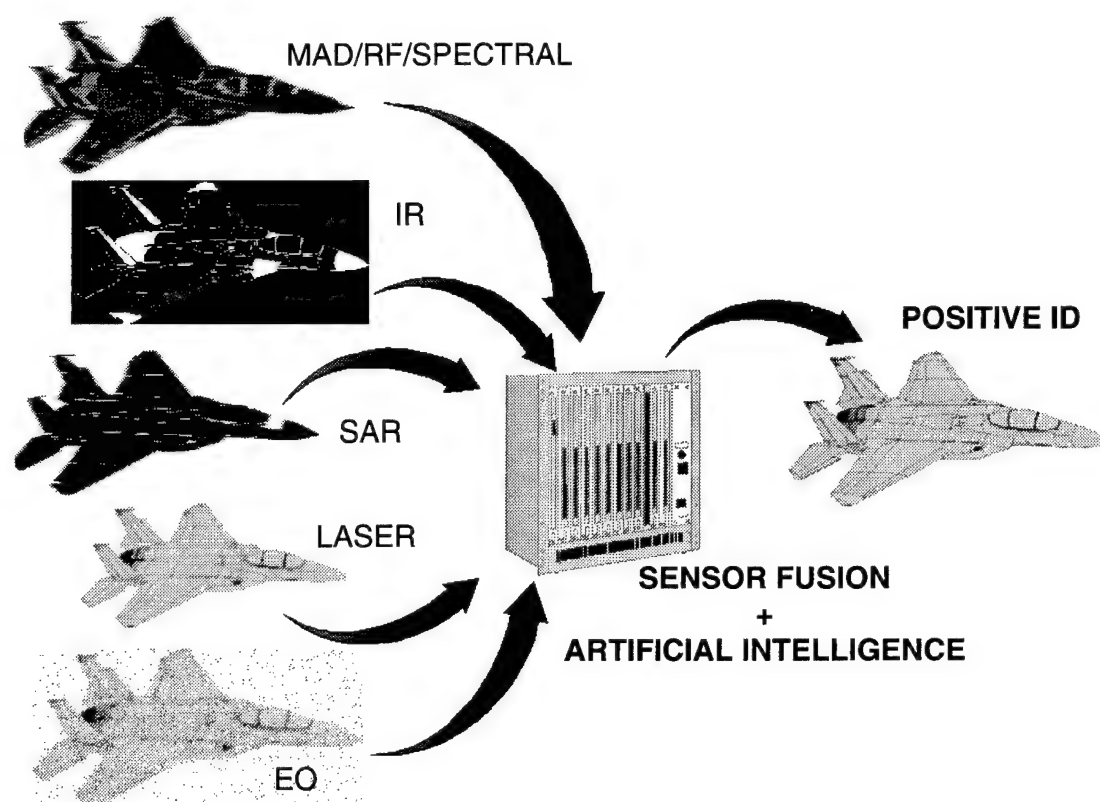 MAD/RF/SPECTRAL
IR
SAR
LASER
EO
SENSOR FUSION
+
ARTIFICIAL INTELLIGENCE
POSITIVE ID